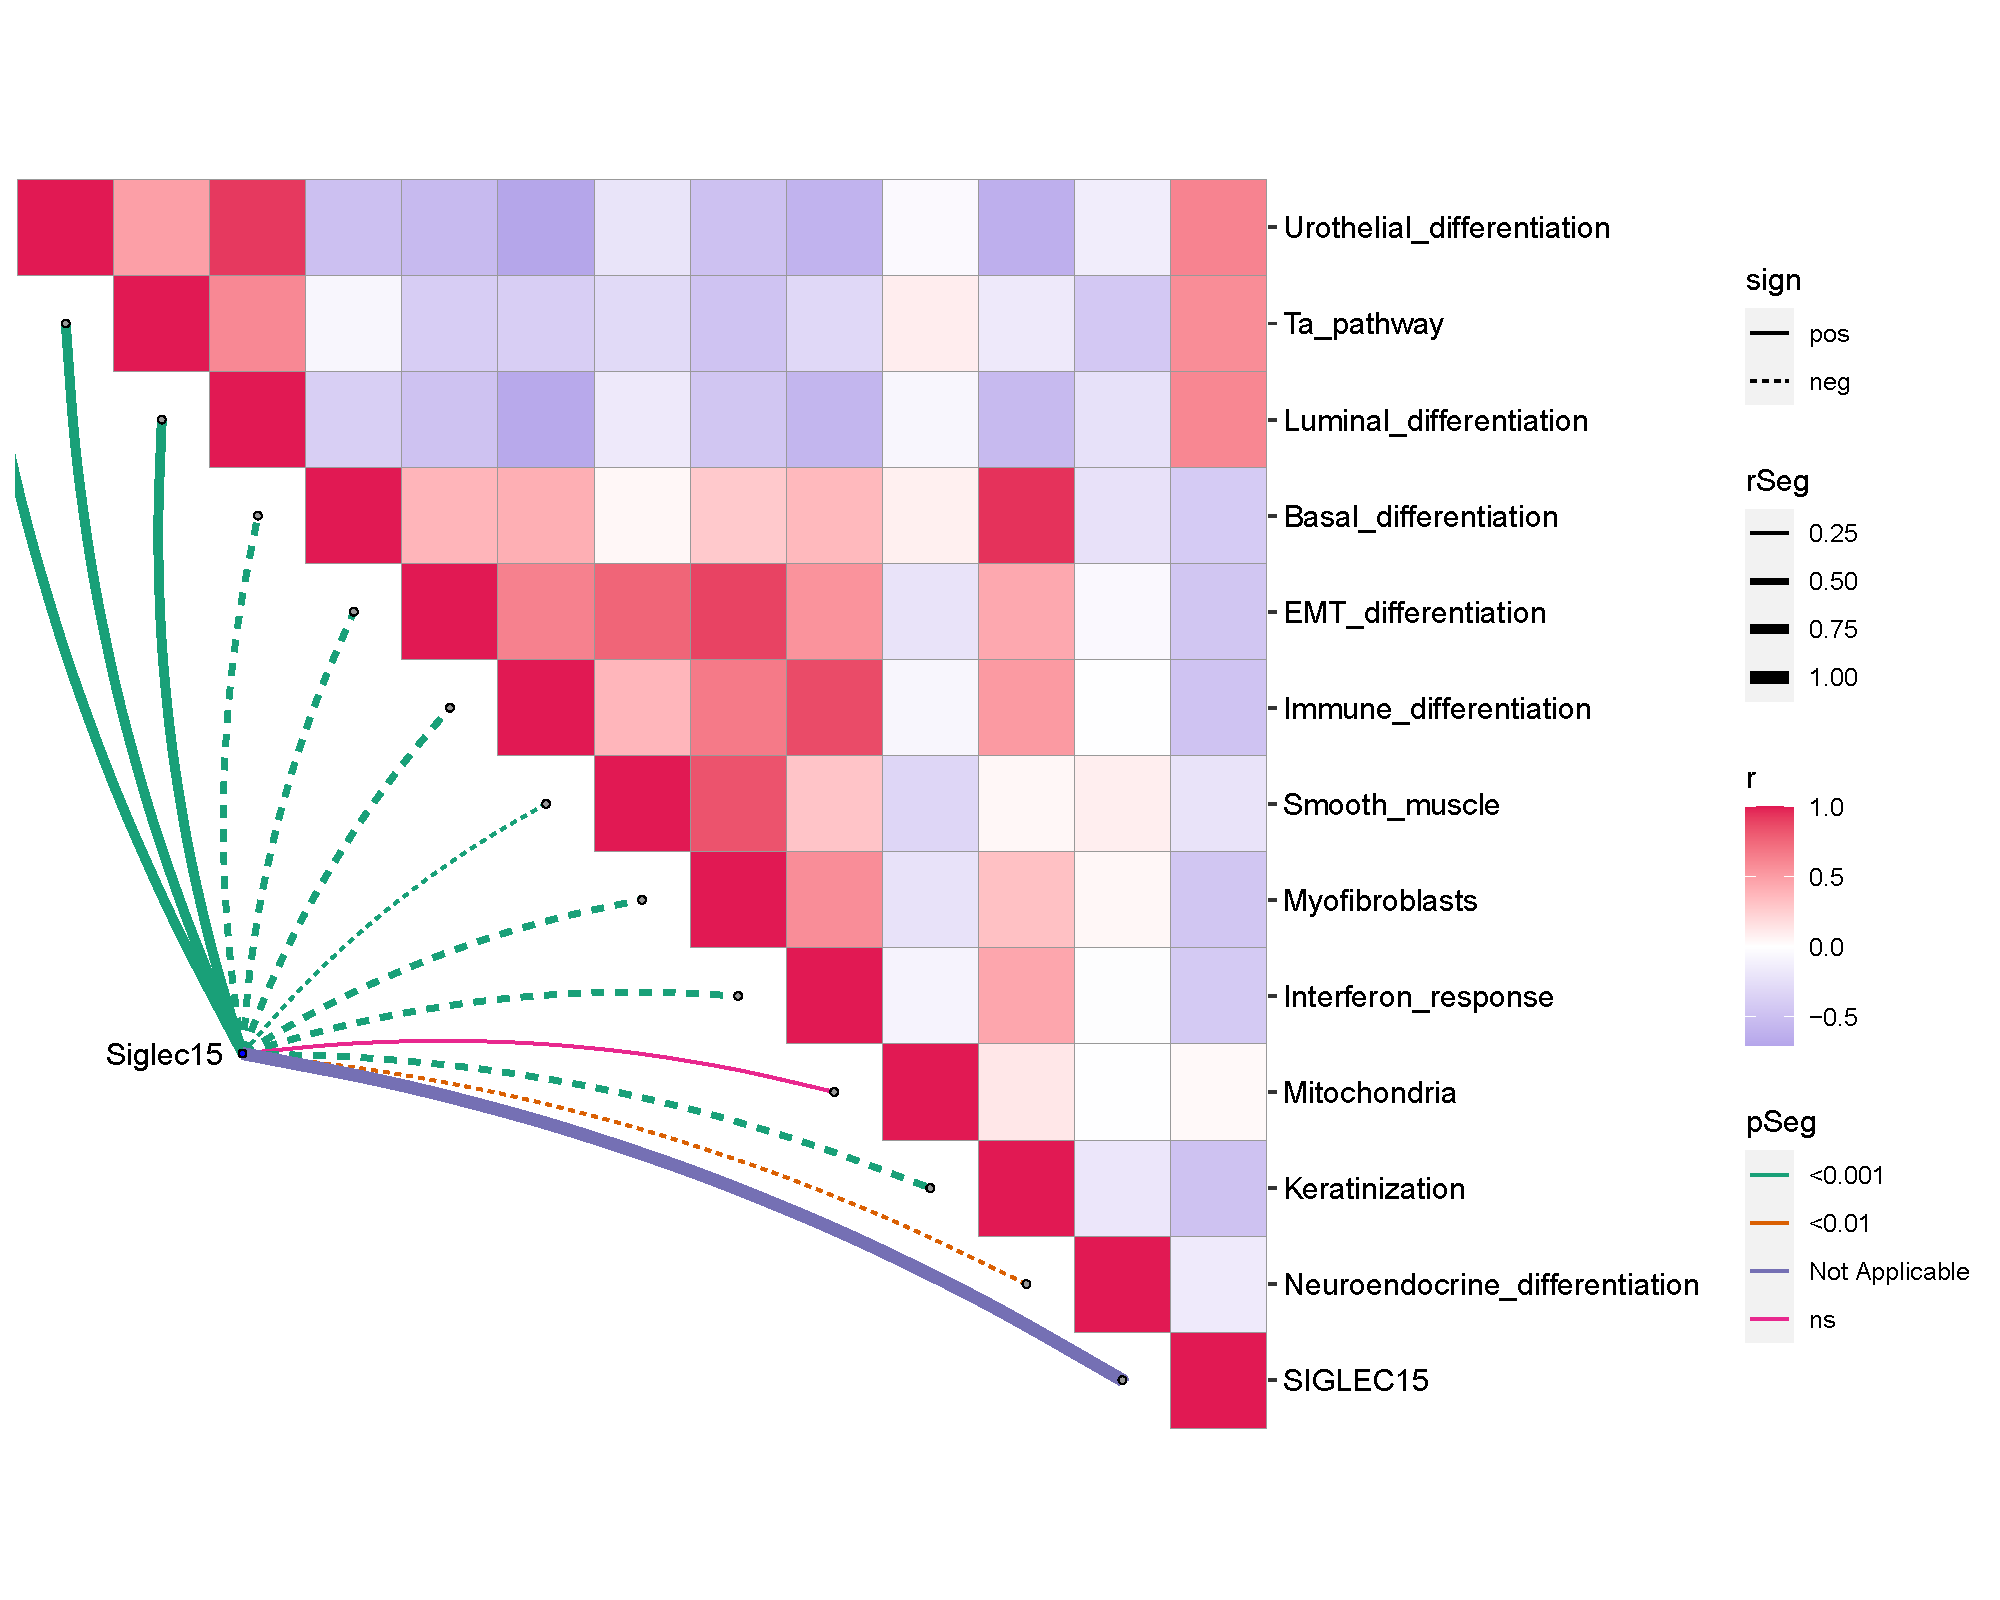 Urothelial_differentiation
Ta_pathway
Luminal_differentiation
Basal_differentiation
EMT_differentiation
Immune_differentiation
Smooth_muscle
Myofibroblasts
Interferon_response
Mitochondria
Keratinization
Neuroendocrine_differentiation
SIGLEC15
Siglec15
sign
pos
neg
rSeg
0.25
0.50
0.75
1.00
r
1.0
0.5
0.0
−0.5
pSeg
<0.001
<0.01
Not Applicable
ns